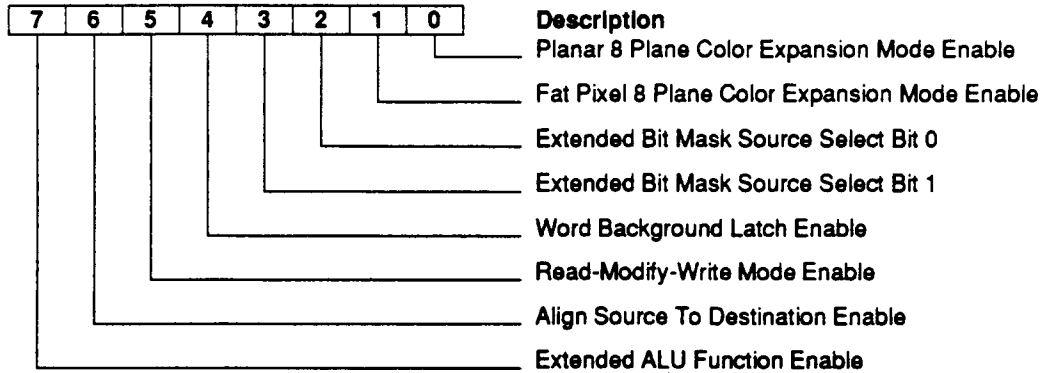 7 6 5 4 3 2 1 0 Description
Planar 8 Plane Color Expansion Mode Enable
Fat Pixel 8 Plane Color Expansion Mode Enable
Extended Bit Mask Source Select Bit 0
Extended Bit Mask Source Select Bit 1
Word Background Latch Enable
Read-Modify-Write Mode Enable
Align Source To Destination Enable
Extended ALU Function Enable